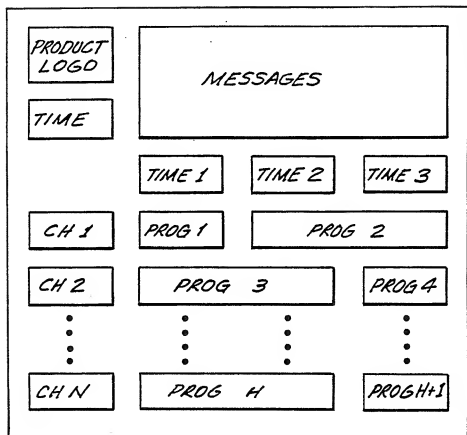 PRODUCT
LOGO
MESSAGES
TIME
TIME 1 TIME 2 TIME 3
CH 1 PROG 1 PROG 2
CH 2 PROG 3 PROG 4
CH N PROG H PROG H+1